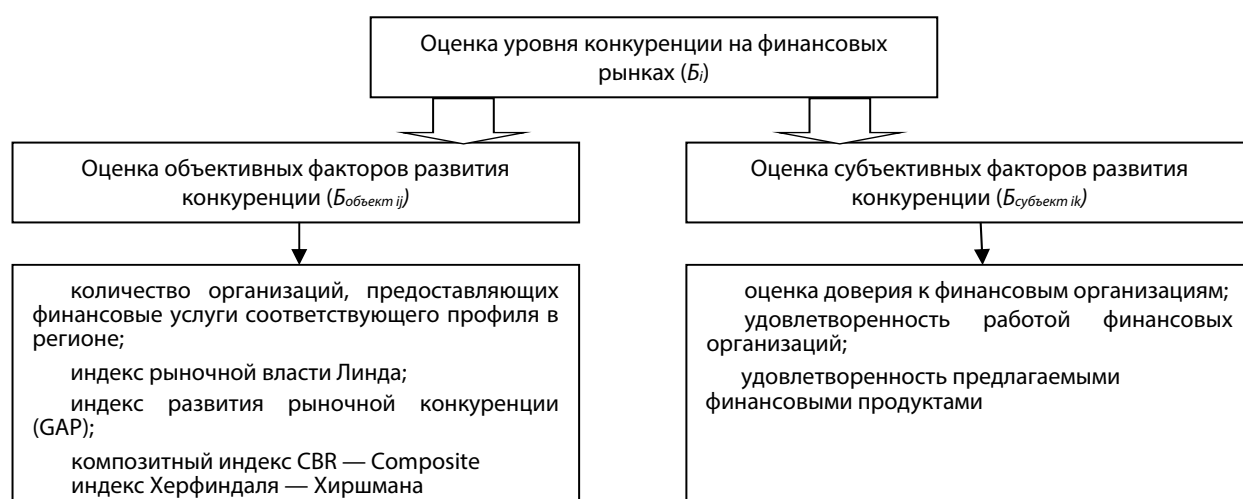 Оценка уровня конкуренции на финансовых
рынках (Бi)
Оценка объективных факторов развития
конкуренции (Бобъект ij)
Оценка субъективных факторов развития
конкуренции (Бсубъект ik)
количество организаций, предоставляющих
финансовые услуги соответствующего профиля в
регионе;
индекс рыночной власти Линда;
индекс развития рыночной конкуренции
(GAP);
композитный индекс CBR — Composite
индекс Херфиндаля — Хиршмана
оценка доверия к финансовым организациям;
удовлетворенность работой финансовых
организаций;
удовлетворенность предлагаемыми
финансовыми продуктами